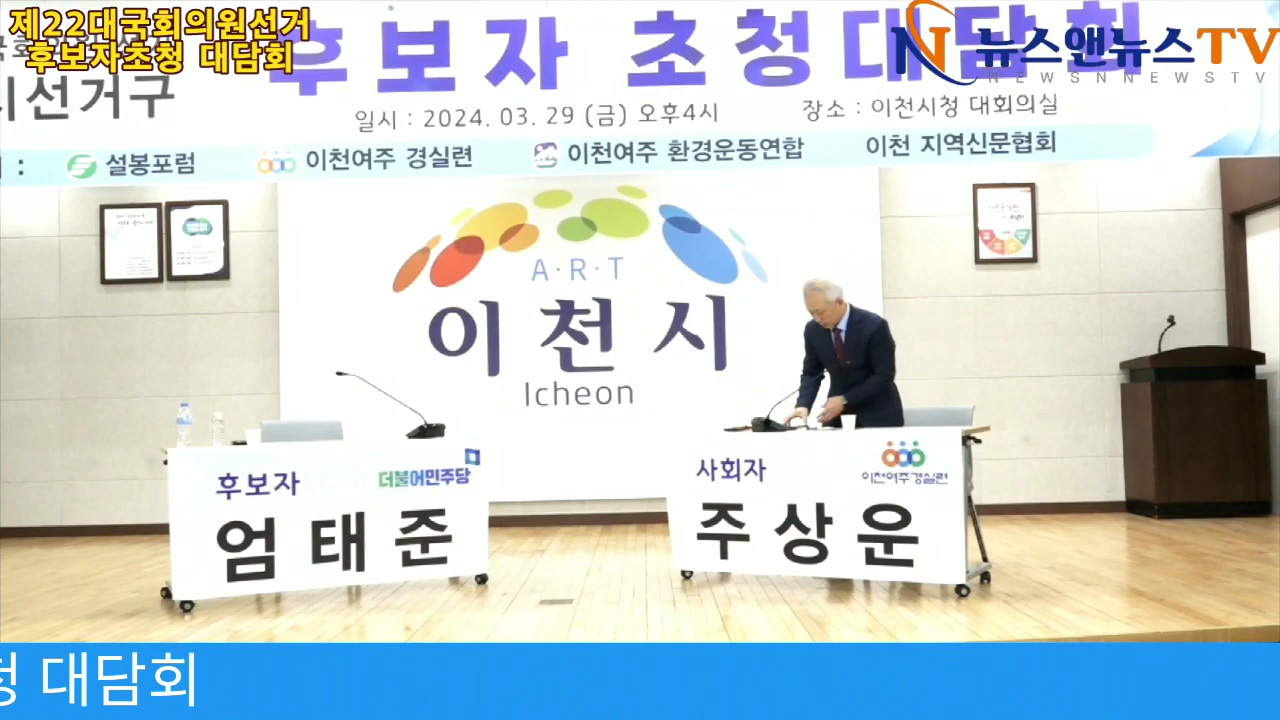 제22대국회의원선거
후보자초청 대담회
후보자 초청대담회
뉴스앤뉴스TV
NEWSNNEWSTV
시선거구
일시 : 2024. 03. 29 (금) 오후4시
장소 : 이천시청 대회의실
설봉포럼
이천여주 경실련
이천여주 환경운동연합
이천 지역신문협회
A·R·T
이천시
Icheon
후보자
더불어민주당
엄태준
사회자
이천여주경실련
주상운
청 대담회